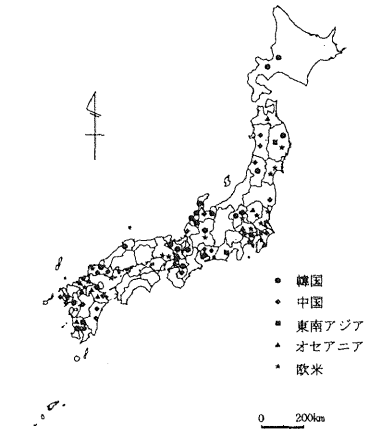 韓国
中国
東南アジア
オセアニア
欧米
0 200km